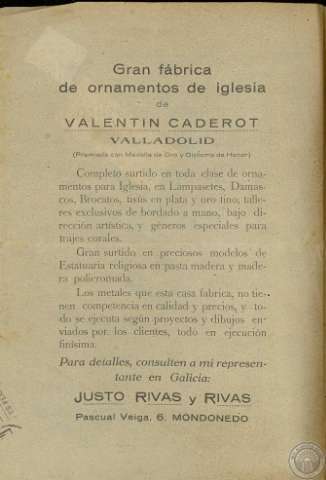 Gran fábrica
de ornamentos de iglesia
de
VALENTIN CADEROT
VALLADOLID
(Premiada con Medalla de Oro y Diploma de Honor)
Completo surtido en toda clase de orna-
mentos para Iglesia, en Lampasetes, Damas-
cos, Brocatos, tisús en plata y oro fino, talle-
res exclusivos de bordado a mano, bajo di-
rección artística, y géneros especiales para
trajes corales.
Gran surtido en preciosos modelos de
Estatuaria religiosa en pasta madera y made-
ra policromada.
Los metales que esta casa fabrica, no tie-
nen competencia en calidad y precios, y to-
do se ejecuta según proyectos y dibujos en-
viados por los clientes, todo en ejecución
finísima.
Para detalles, consulten a mi represen-
tante en Galicia:
JUSTO RIVAS y RIVAS
Pascual Veiga, 6. MONDONEDO